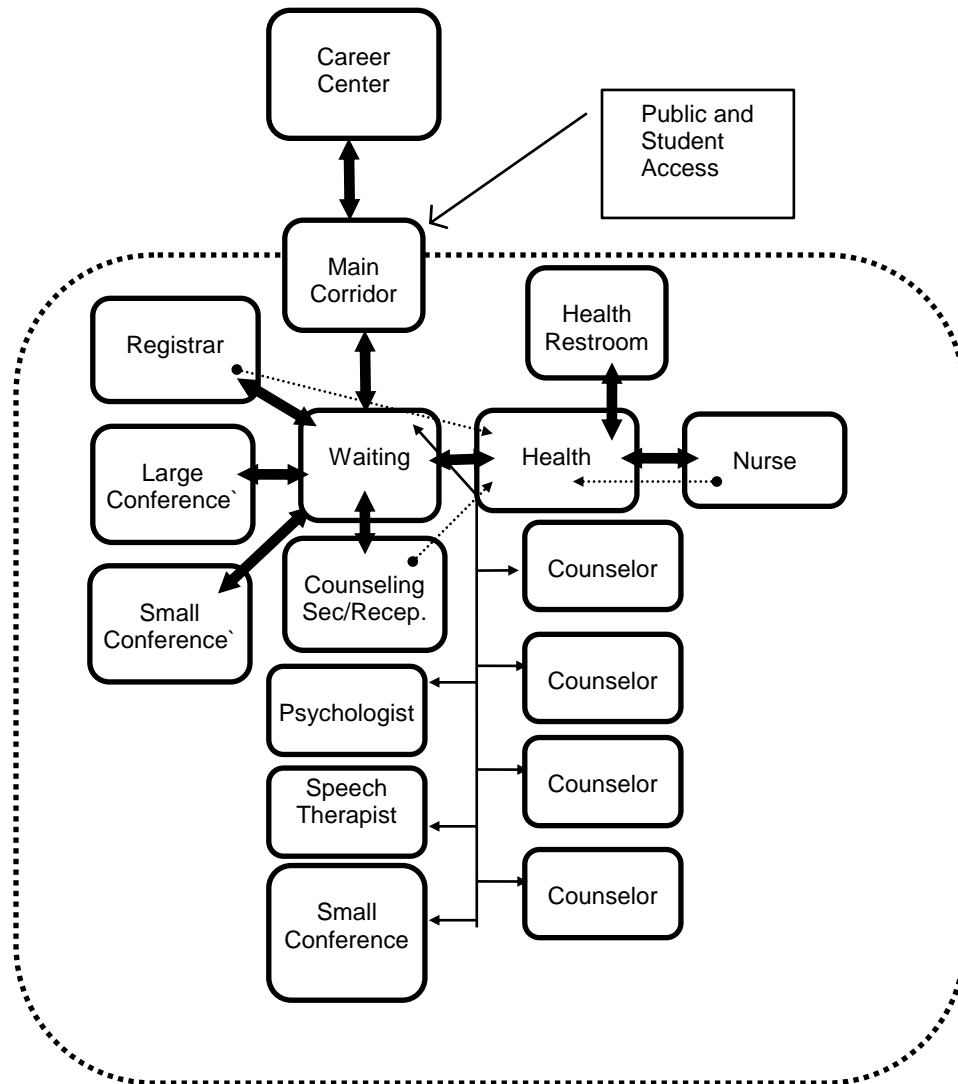 Career
Center
Public and
Student
Access
Main
Corridor
Health
Restroom
Registrar
Waiting
Health
Nurse
Large
Conference`
Counseling
Sec/Recep.
Counselor
Small
Conference`
Counselor
Psychologist
Speech
Therapist
Counselor
Small
Conference
Counselor